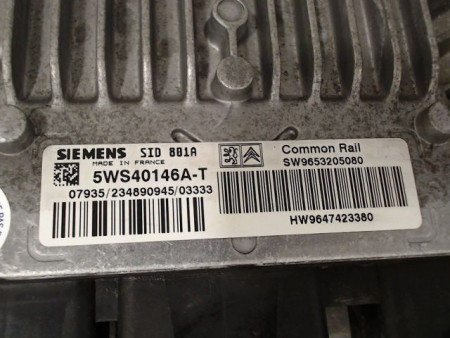 SIEMENS SID 801A
MADE IN FRANCE
5WS40146A-T
07935/234890945/03333
Common Rail
SW9653205080
HW9647423380